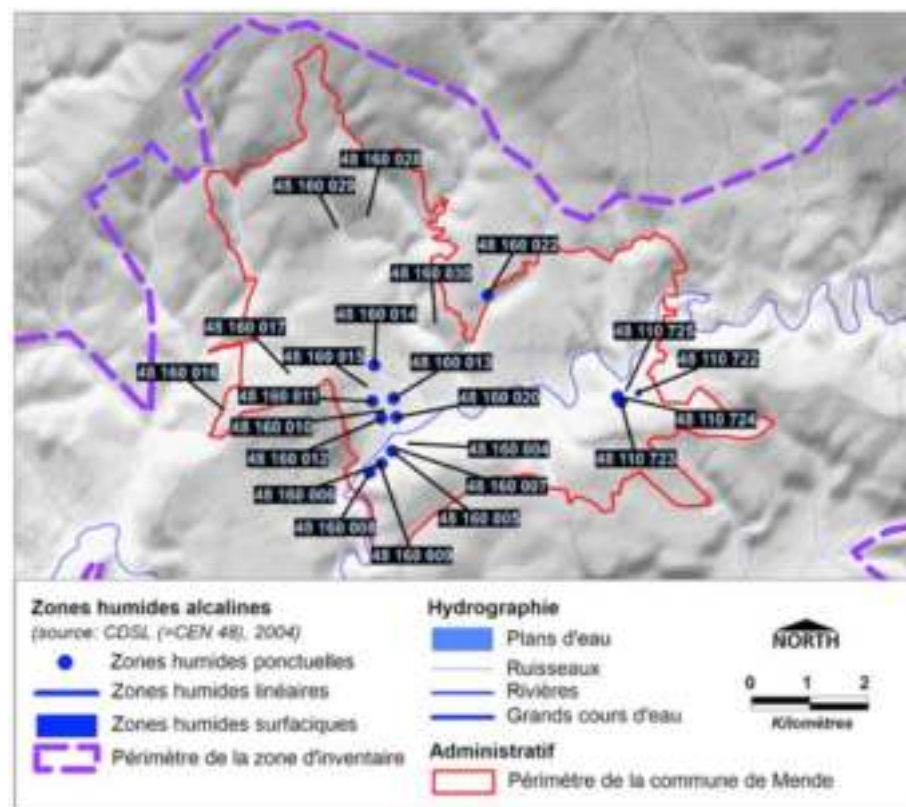 48 160 028
48 160 029
48 160 022
48 160 030
48 160 014
48 160 017
48 160 015
48 160 013
48 110 725
48 110 722
48 160 016
48 160 011
48 160 020
48 160 010
48 110 724
48 160 012
48 160 004
48 110 723
48 160 006
48 160 007
48 160 008
48 160 005
48 160 009
Zones humides alcalines
(source: CDSL (=CEN 48), 2004)
Zones humides ponctuelles
Zones humides linéaires
Zones humides surfaciques
Périmètre de la zone d'inventaire
Hydrographie
Plans d'eau
Ruisseaux
Rivières
Grands cours d'eau
Administratif
Périmètre de la commune de Mende
NORTH
0 1 2
Kilomètres